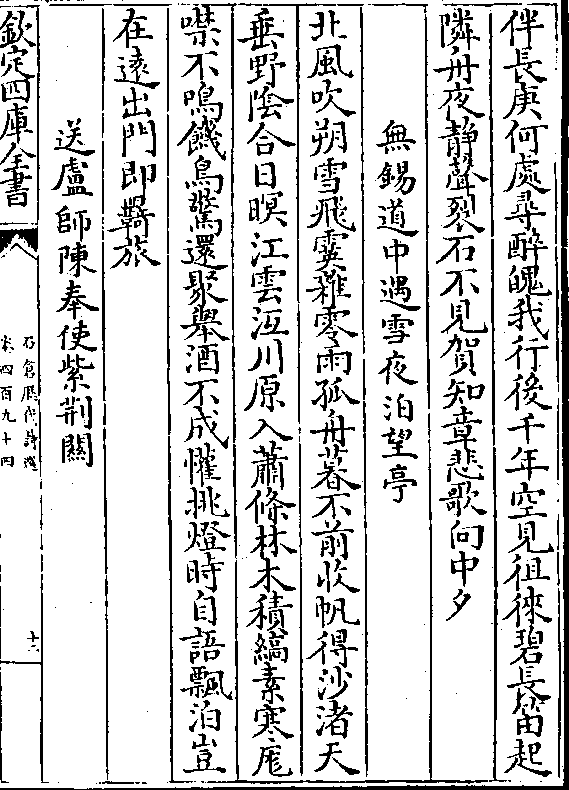 伴長庚何處尋醉魄我行後千年空見徂徠碧長笛起
隣舟夜靜聲裂石不見賀知章悲歌向中夕
無錫道中遇雪夜泊望亭
北風吹朔雪飛霙雜零雨孤舟暮不前收帆得沙渚天
垂野陰合日暝江雲沍川原入蕭條林木積縞素寒尨
噤不鳴饑鳥驚還聚舉酒不成懽挑燈時自語飄泊豈
在遠出門即羇旅
送盧師陳奉使紫荆關
欽定四庫全書
石倉歷代詩選
卷四百九十四
十二